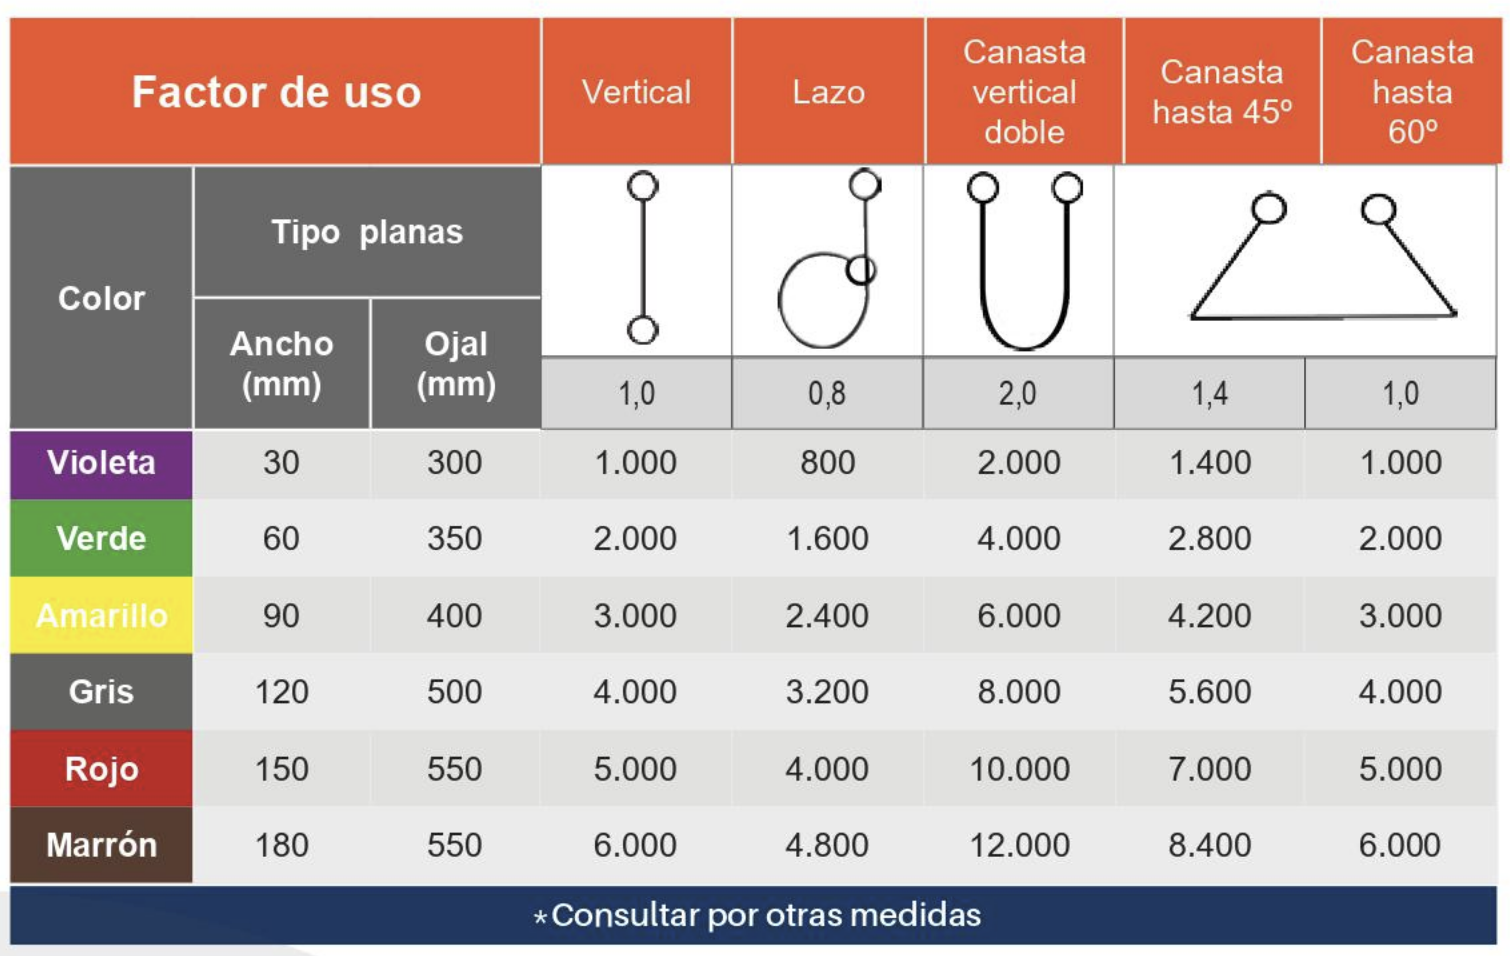 Factor de uso Vertical Lazo Canasta vertical doble Canasta hasta 45º Canasta hasta 60º
Color Tipo planas
Ancho (mm) Ojal (mm) 1,0 0,8 2,0 1,4 1,0
Violeta 30 300 1.000 800 2.000 1.400 1.000
Verde 60 350 2.000 1.600 4.000 2.800 2.000
Amarillo 90 400 3.000 2.400 6.000 4.200 3.000
Gris 120 500 4.000 3.200 8.000 5.600 4.000
Rojo 150 550 5.000 4.000 10.000 7.000 5.000
Marrón 180 550 6.000 4.800 12.000 8.400 6.000
*Consultar por otras medidas